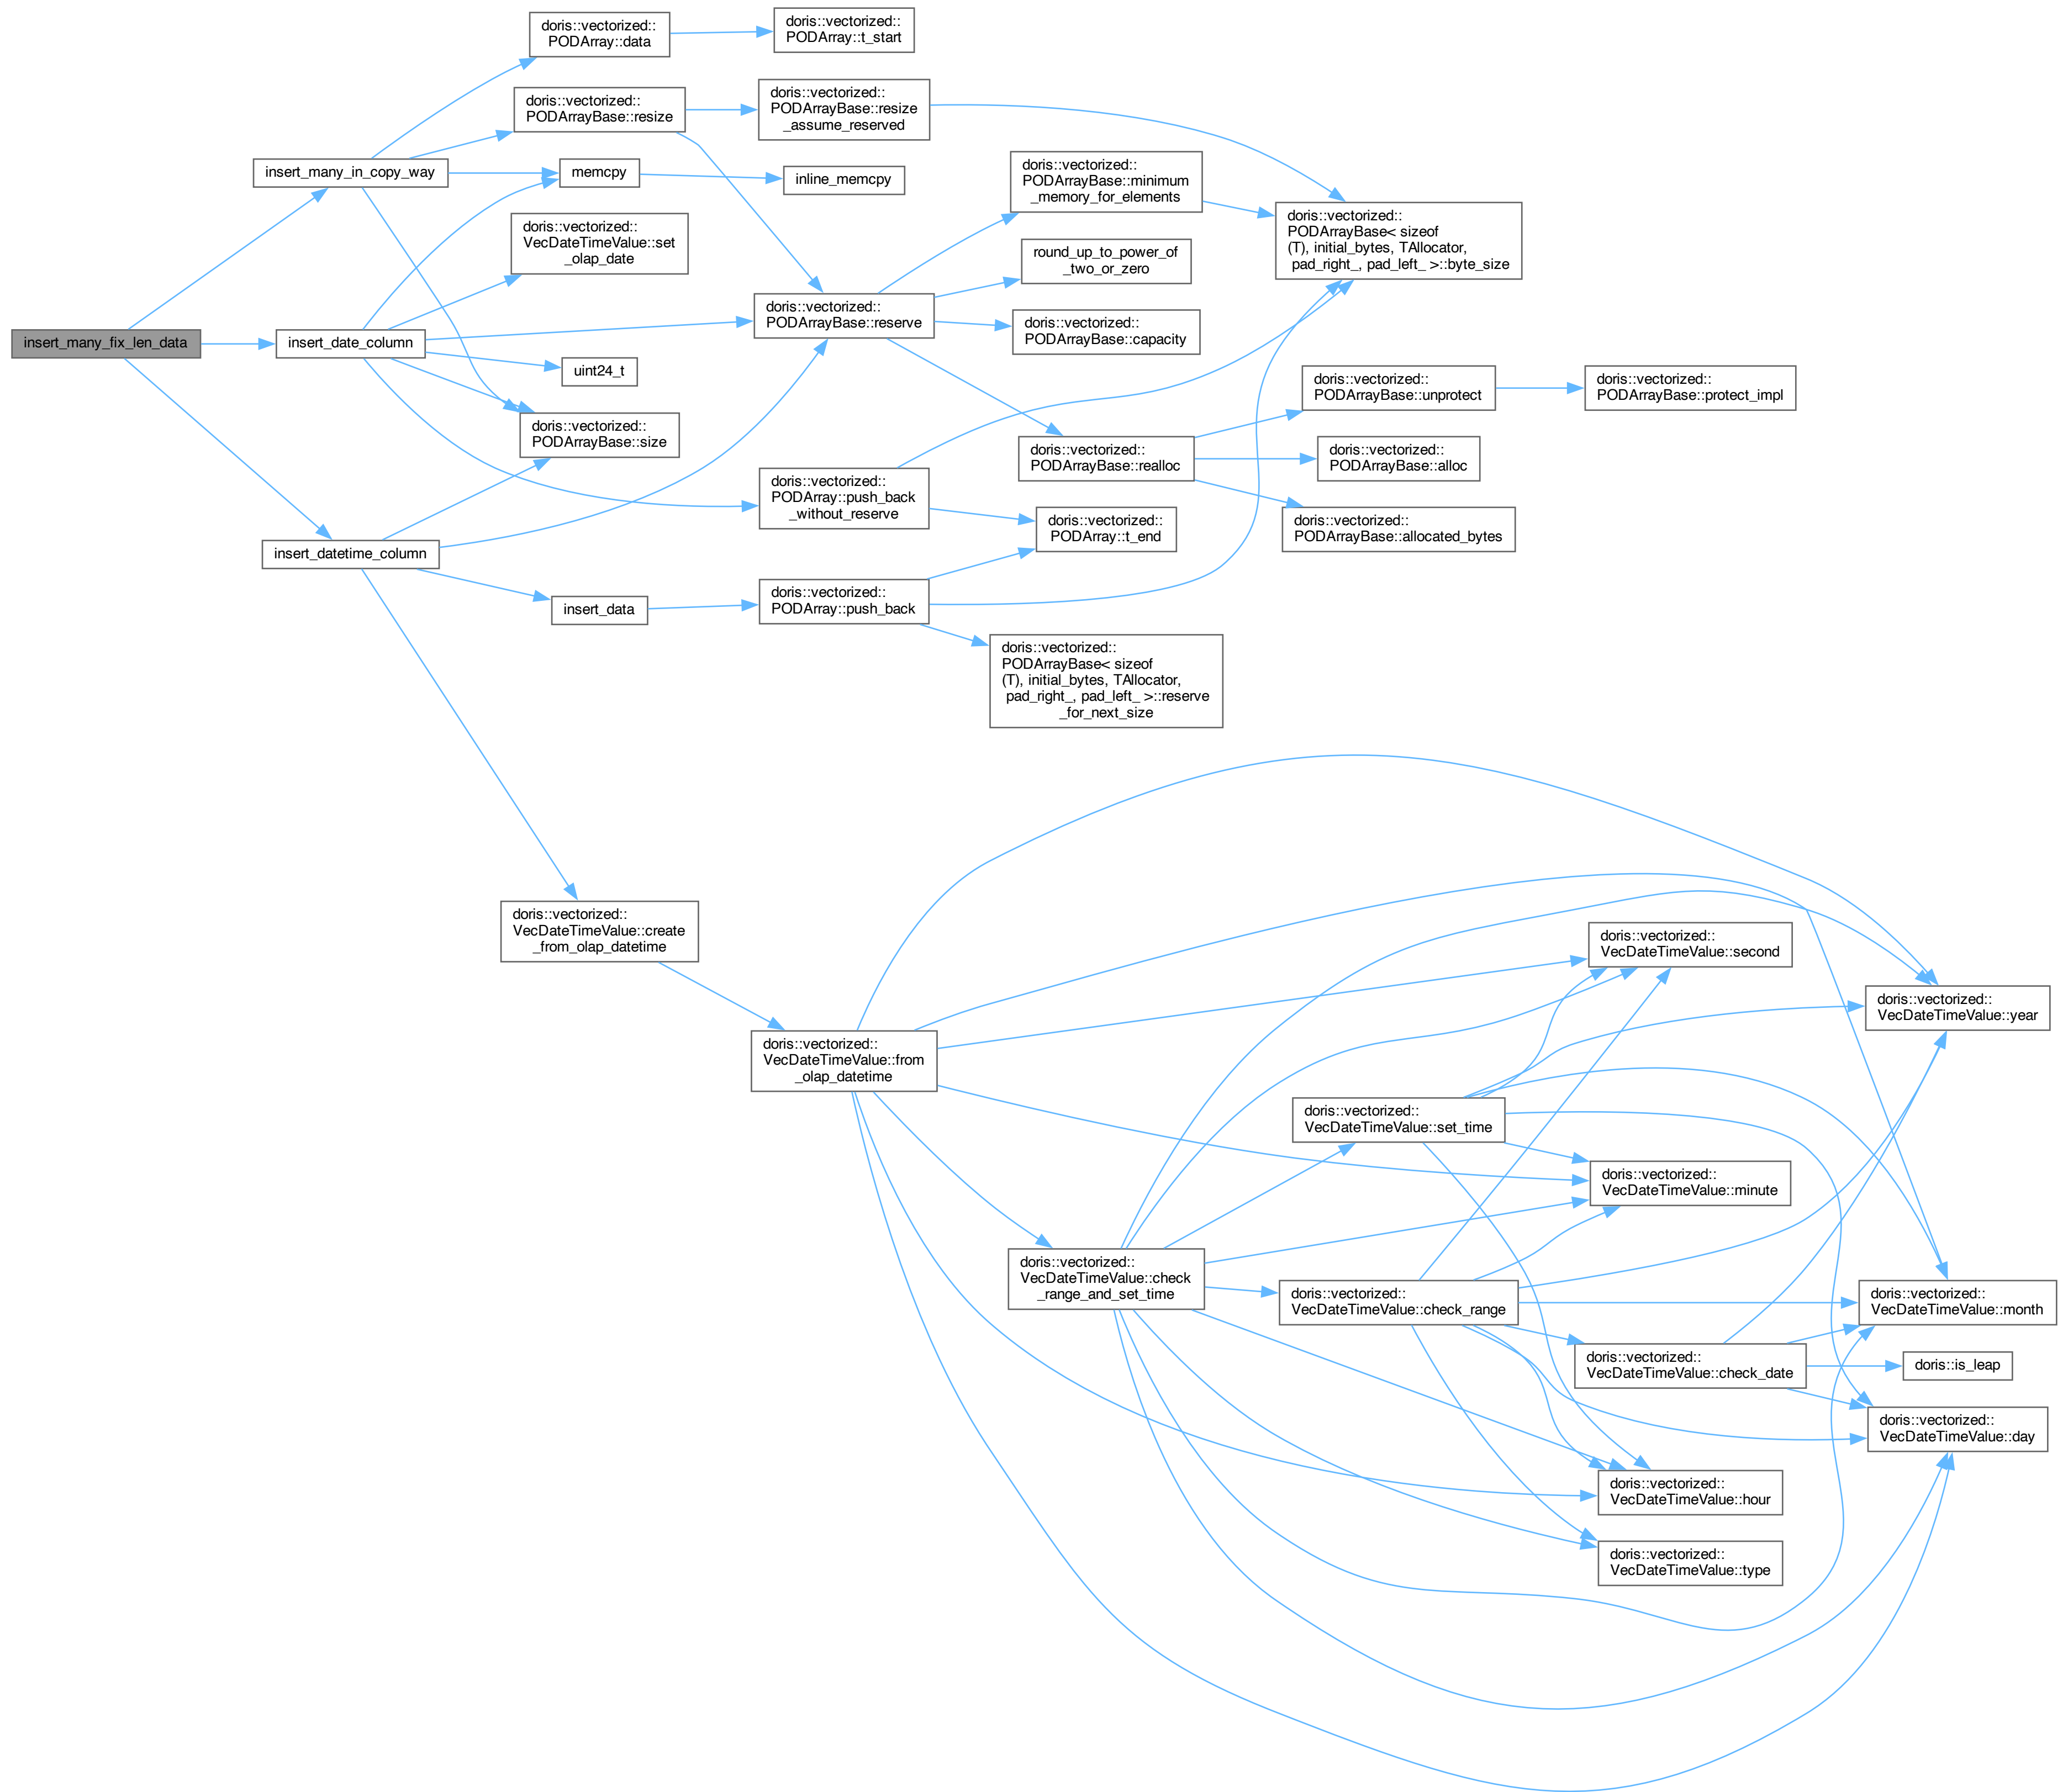 insert_many_fix_len_data
insert_many_in_copy_way
doris::vectorized::
PODArray::data
doris::vectorized::
PODArray::t_start
doris::vectorized::
PODArrayBase::resize
doris::vectorized::
PODArrayBase::resize
_assume_reserved
memcpy
inline_memcpy
doris::vectorized::
VecDateTimeValue::set
_olap_date
insert_date_column
doris::vectorized::
PODArrayBase::reserve
doris::vectorized::
PODArrayBase::minimum
_memory_for_elements
doris::vectorized::
PODArrayBase< sizeof
(T), initial_bytes, TAllocator,
pad_right_, pad_left_ >::byte_size
round_up_to_power_of
_two_or_zero
doris::vectorized::
PODArrayBase::capacity
uint24_t
doris::vectorized::
PODArrayBase::size
doris::vectorized::
PODArrayBase::realloc
doris::vectorized::
PODArrayBase::unprotect
doris::vectorized::
PODArrayBase::protect_impl
doris::vectorized::
PODArrayBase::alloc
doris::vectorized::
PODArrayBase::allocated_bytes
doris::vectorized::
PODArray::push_back
_without_reserve
doris::vectorized::
PODArray::t_end
insert_datetime_column
insert_data
doris::vectorized::
PODArray::push_back
doris::vectorized::
PODArrayBase< sizeof
(T), initial_bytes, TAllocator,
pad_right_, pad_left_ >::reserve
_for_next_size
doris::vectorized::
VecDateTimeValue::create
_from_olap_datetime
doris::vectorized::
VecDateTimeValue::from
_olap_datetime
doris::vectorized::
VecDateTimeValue::second
doris::vectorized::
VecDateTimeValue::year
doris::vectorized::
VecDateTimeValue::set_time
doris::vectorized::
VecDateTimeValue::minute
doris::vectorized::
VecDateTimeValue::check
_range_and_set_time
doris::vectorized::
VecDateTimeValue::check_range
doris::vectorized::
VecDateTimeValue::month
doris::vectorized::
VecDateTimeValue::check_date
doris::is_leap
doris::vectorized::
VecDateTimeValue::day
doris::vectorized::
VecDateTimeValue::hour
doris::vectorized::
VecDateTimeValue::type